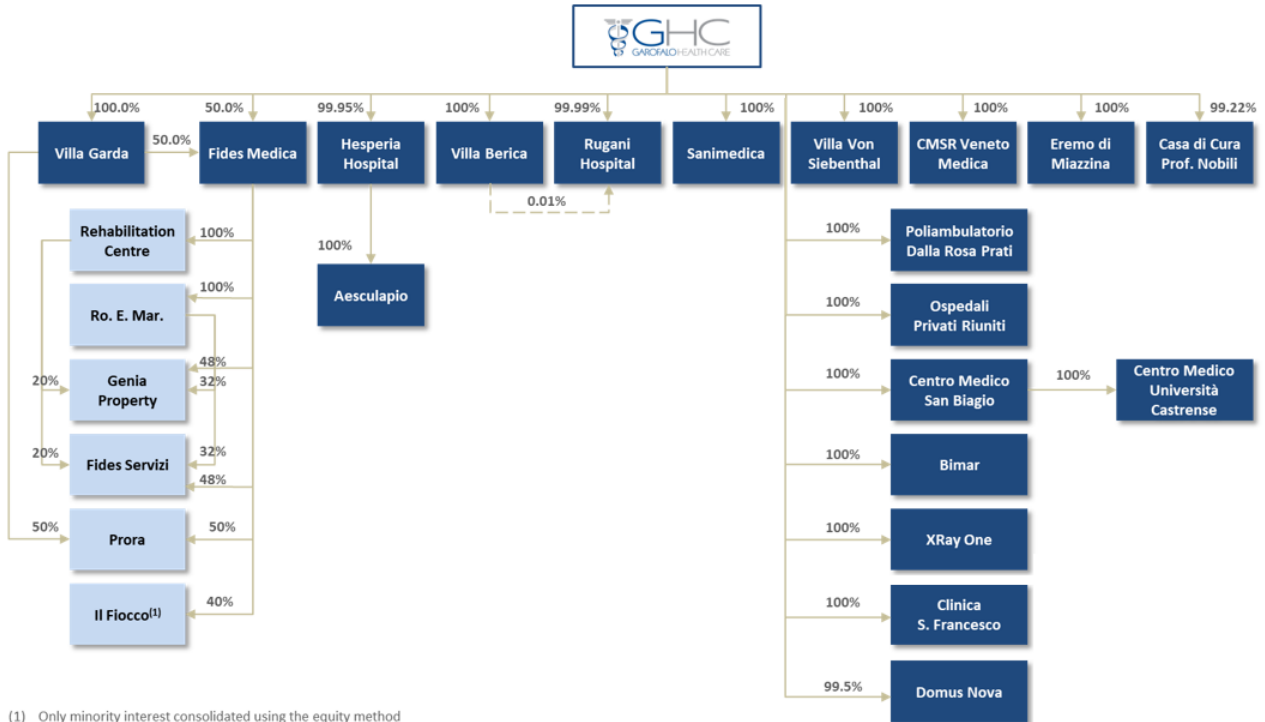 GHC
GAROFALO HEALTH CARE
100.0%
50.0%
99.95%
100%
99.99%
100%
100%
100%
100%
99.22%
Villa Garda
50.0%
Fides Medica
Hesperia
Hospital
Villa Berica
Rugani
Hospital
Sanimedica
Villa Von
Siebenthal
CMSR Veneto
Medica
Eremo di
Miazzina
Casa di Cura
Prof. Nobili
0.01%
Rehabilitation
Centre
100%
100%
Aesculapio
100%
Poliambulatorio
Dalla Rosa Prati
Ro. E. Mar.
100%
100%
Ospedali
Privati Riuniti
20%
Genia
Property
48%
32%
100%
Centro Medico
San Biagio
100%
Centro Medico
Università
Castrense
20%
Fides Servizi
32%
48%
100%
Bimar
50%
Prora
50%
100%
XRay One
Il Fiocco(1)
40%
100%
Clinica
S. Francesco
99.5%
Domus Nova
(1) Only minority interest consolidated using the equity method